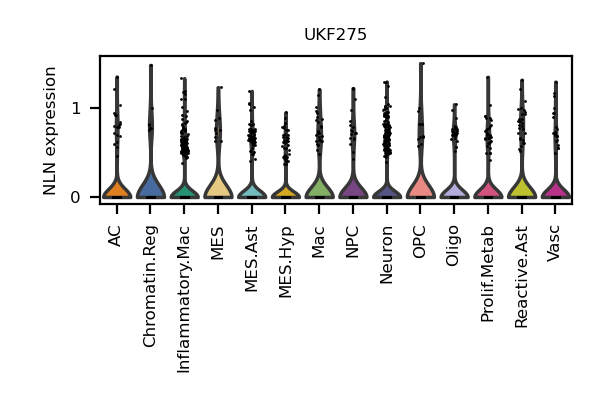 UKF275
NLN expression
1
0
AC
Chromatin.Reg
Inflammatory.Mac
MES
MES.Ast
MES.Hyp
Mac
NPC
Neuron
OPC
Oligo
Prolif.Metab
Reactive.Ast
Vasc